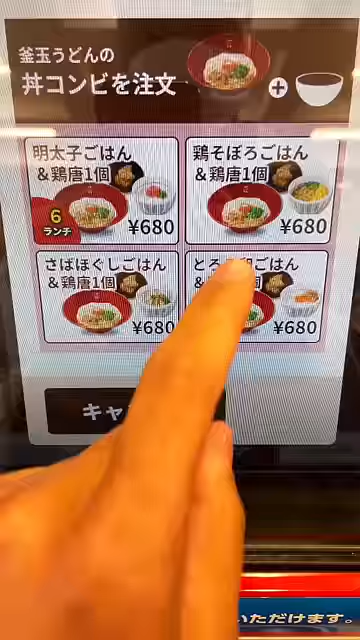 釜玉うどんの
丼コンビを注文
明太子ごはん
&鶏唐1個
6
ランチ
¥680
鶏そぼろごはん
&鶏唐1個
¥680
さばほぐしごはん
&鶏唐1個
¥680
とろ ごはん
& 個
¥680
キャ
いただけます。